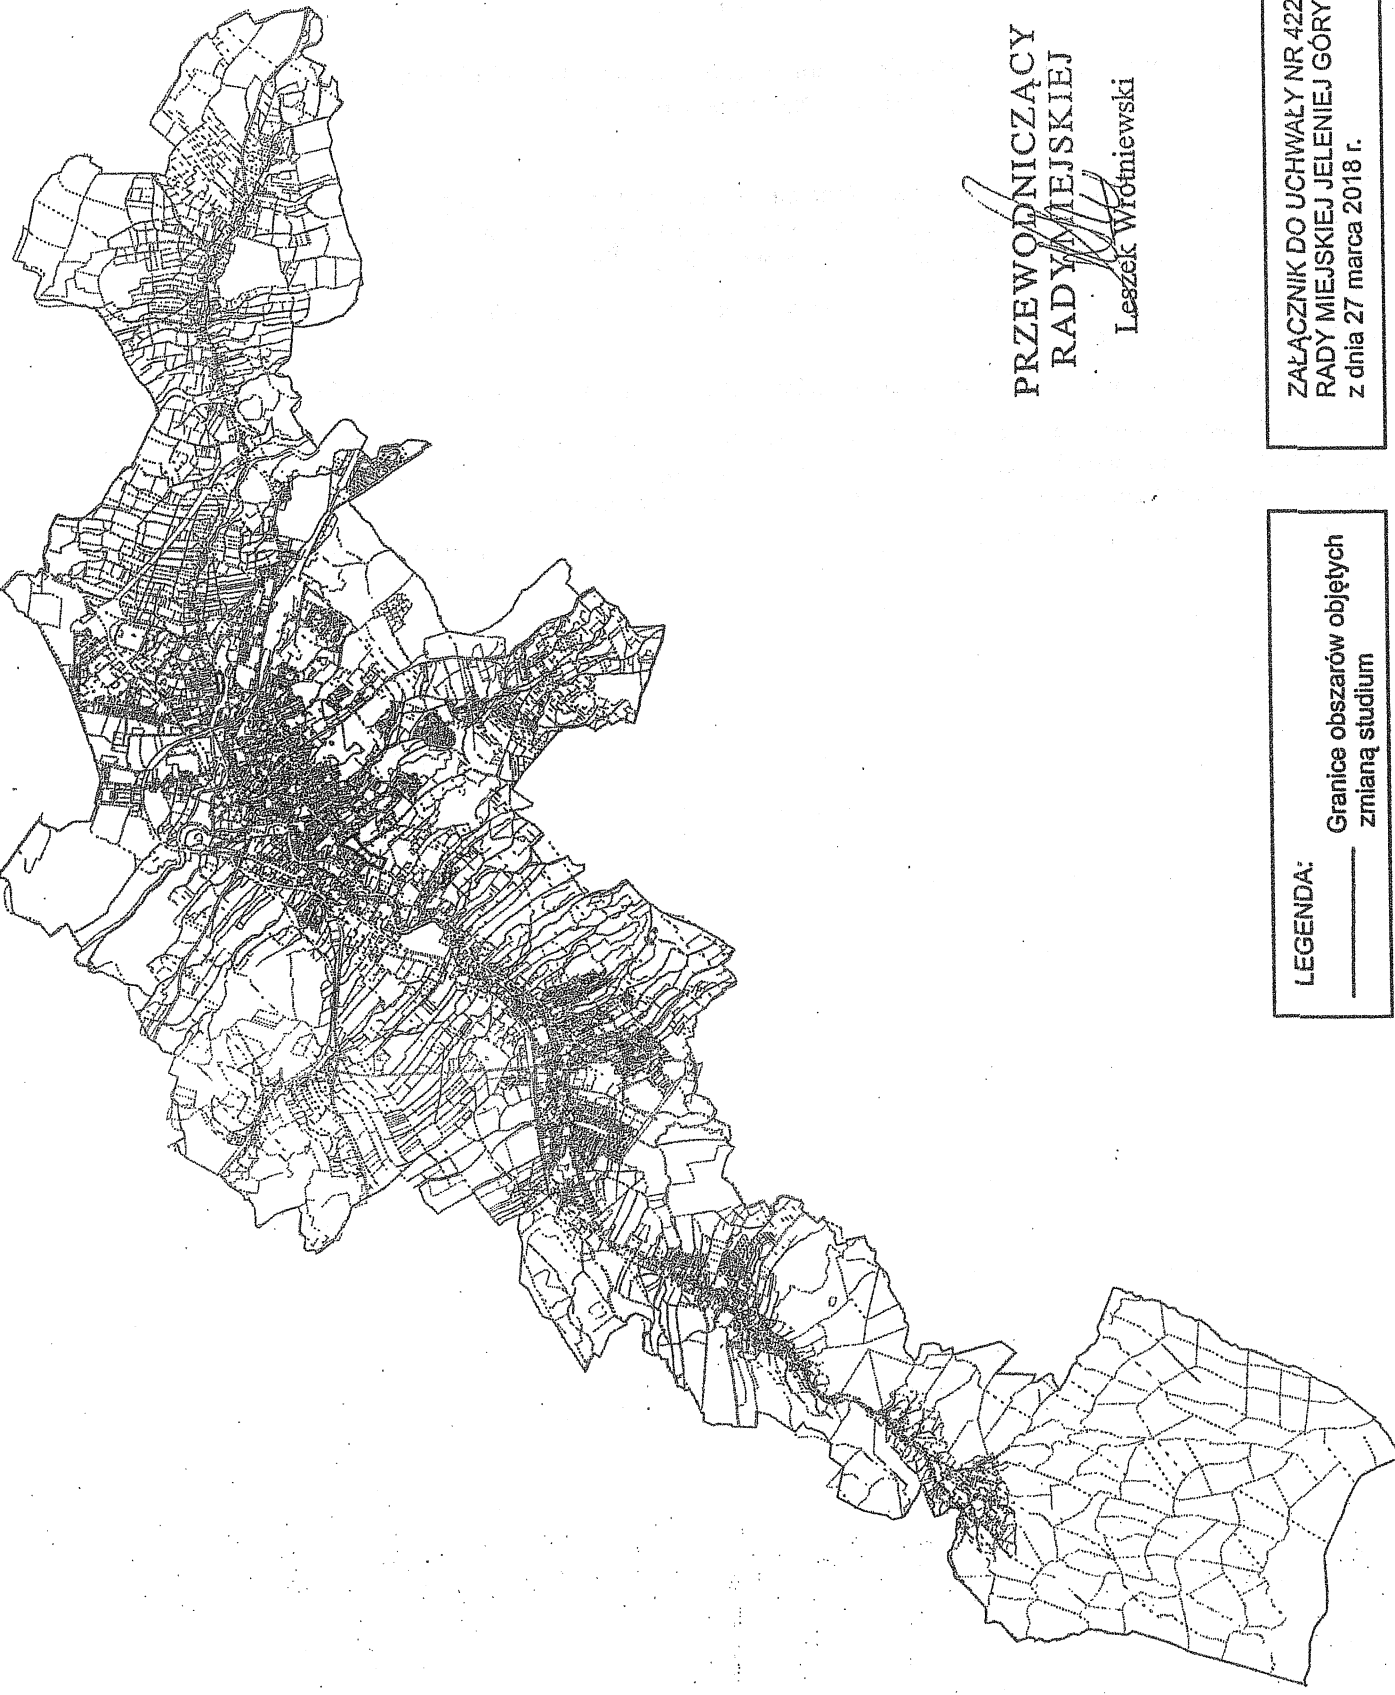 PRZEWODNICZĄCY
RADY MIEJSKIEJ
Leszek Wrotniewski
ZAŁĄCZNIK DO UCHWAŁY NR 422
RADY MIEJSKIEJ JELENIEJ GÓRY
z dnia 27 marca 2018 r.
LEGENDA:
Granice obszarów objętych
zmianą studium